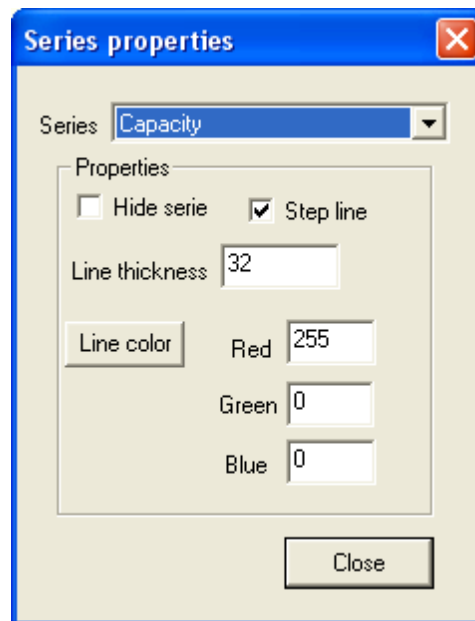 Series properties
Series Capacity
Properties
Hide serie Step line
Line thickness 32
Line color Red 255
Green 0
Blue 0
Close